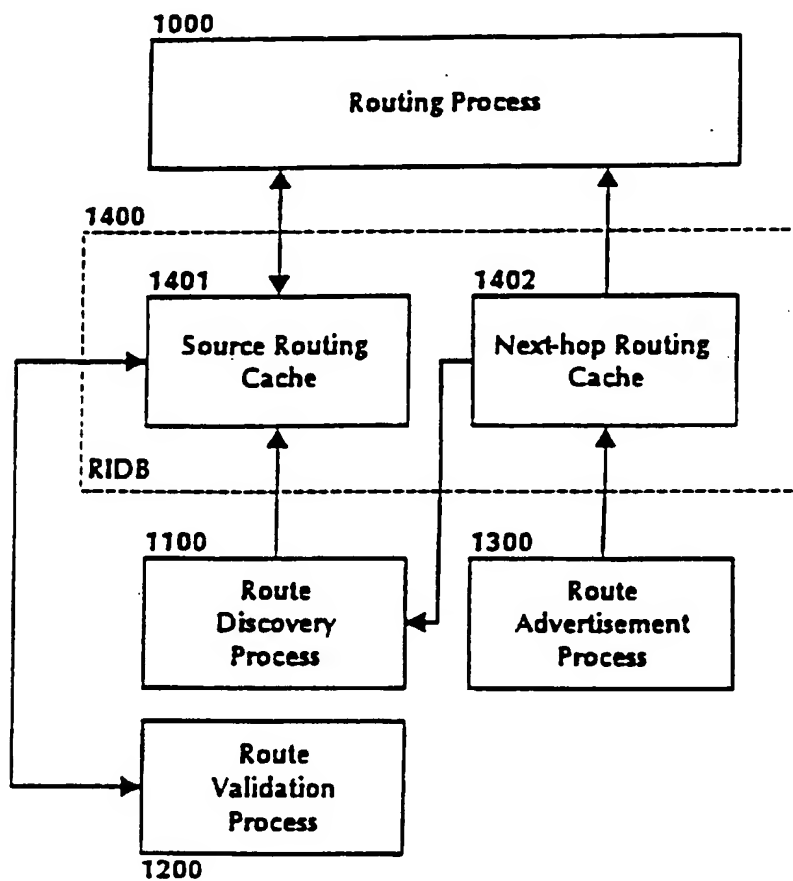 1000
Routing Process
1400
1401
Source Routing
Cache
1402
Next-hop Routing
Cache
RIDB
1100
Route
Discovery
Process
1300
Route
Advertisement
Process
Route
Validation
Process
1200